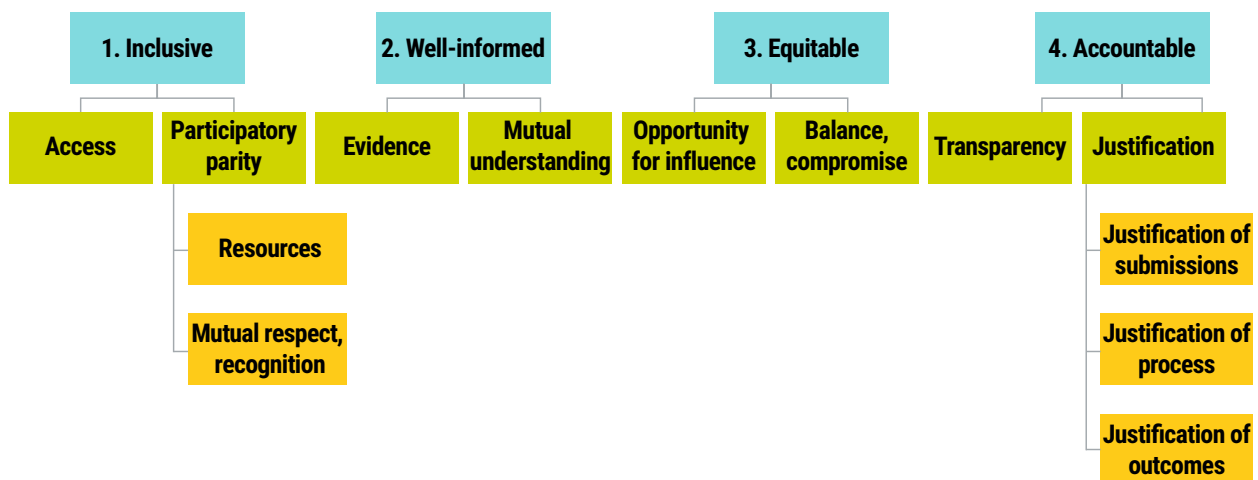 1. Inclusive
2. Well-informed
3. Equitable
4. Accountable
Access
Participatory
parity
Evidence
Mutual
understanding
Opportunity
for influence
Balance,
compromise
Transparency
Justification
Resources
Mutual respect,
recognition
Justification of
submissions
Justification of
process
Justification of
outcomes